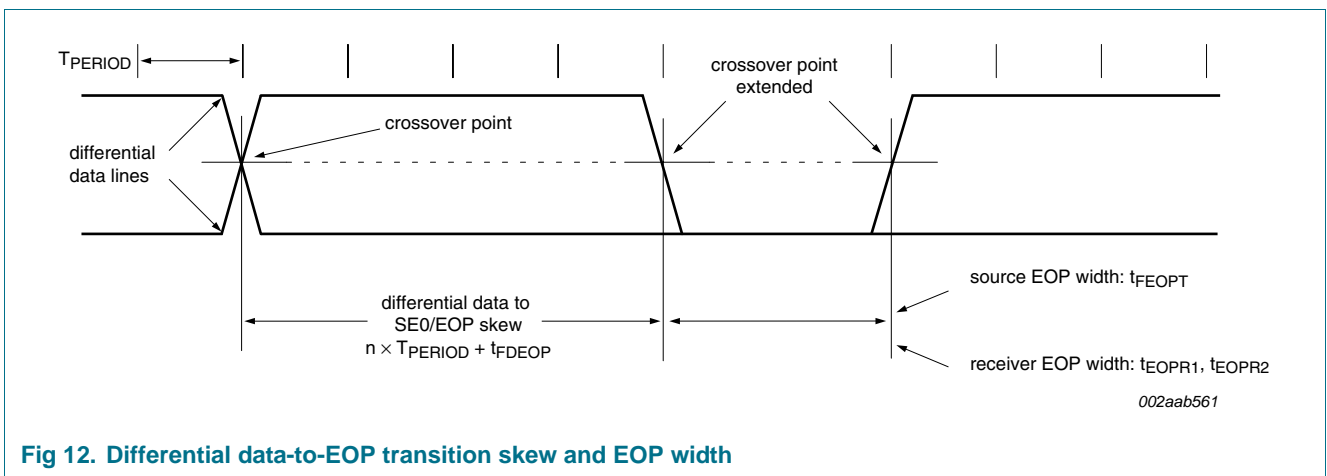 TPERIOD
crossover point
extended
crossover point
differential
data lines
source EOP width: tFEOPT
differential data to
SE0/EOP skew
n × TPERIOD + tFDEOP
receiver EOP width: tEOPR1, tEOPR2
002aab561
Fig 12. Differential data-to-EOP transition skew and EOP width